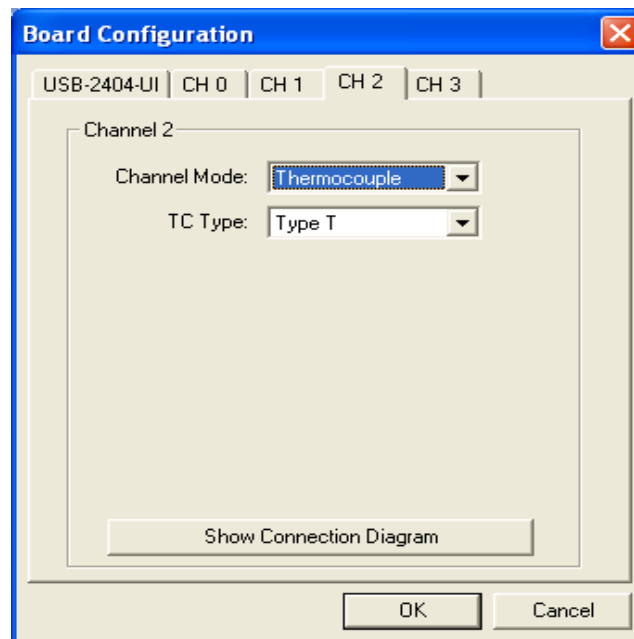 Board Configuration
USB-2404-UI CH 0 CH 1 CH 2 CH 3
Channel 2
Channel Mode: Thermocouple
TC Type: Type T
Show Connection Diagram
OK Cancel